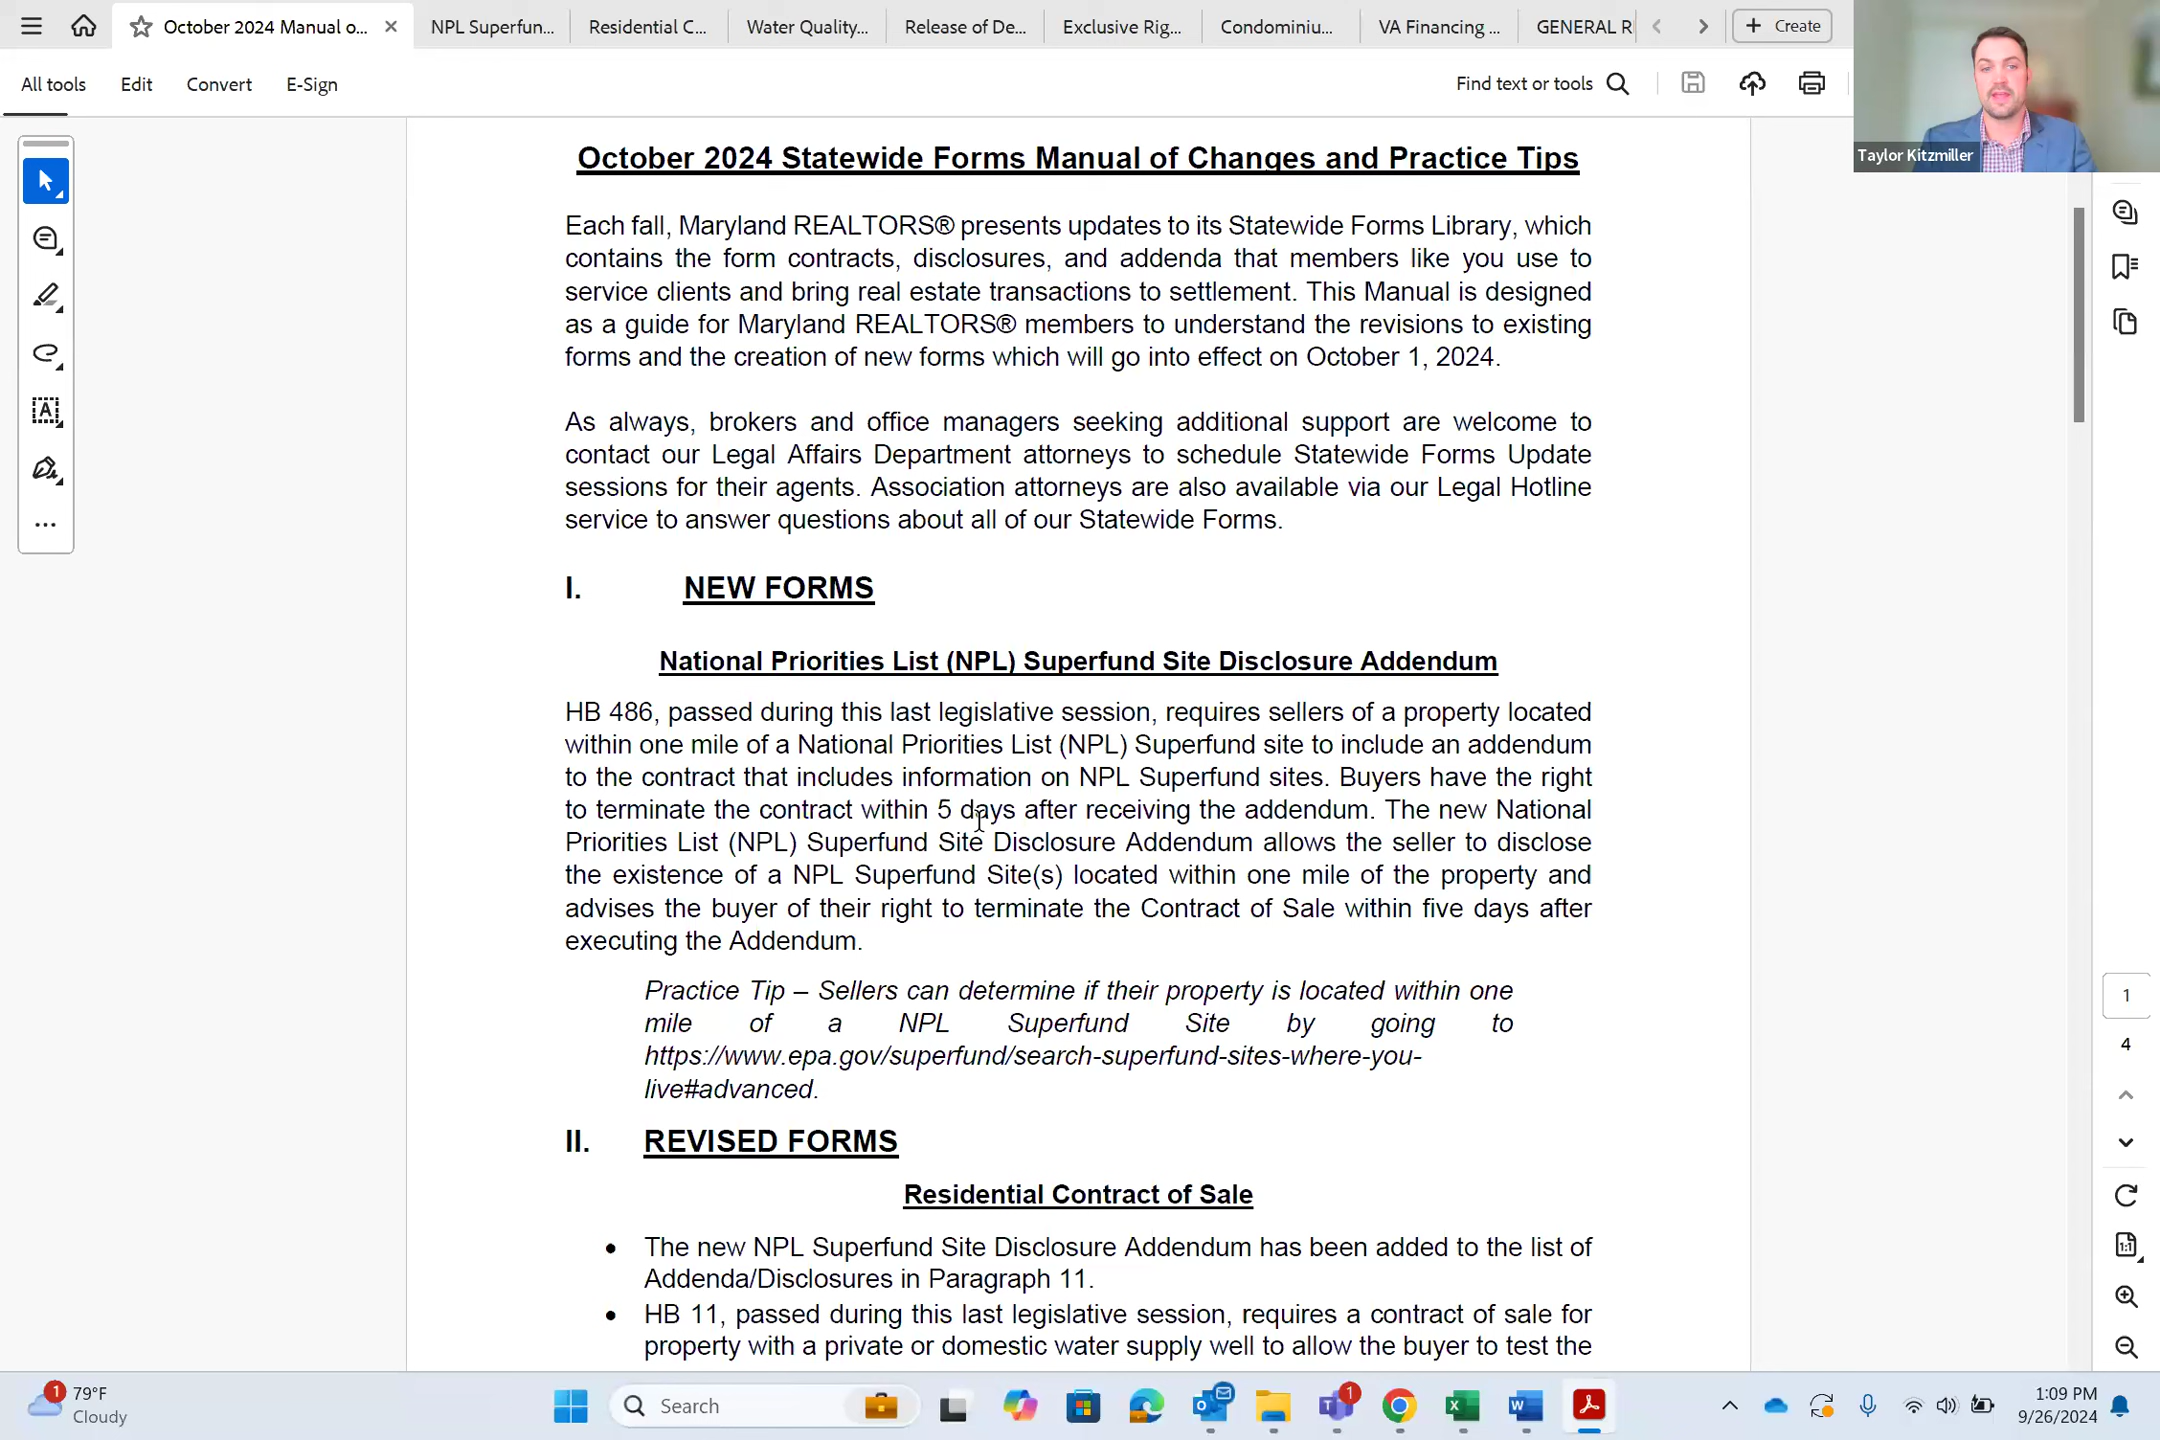 October 2024 Manual o...
NPL Superfun...
Residential C...
Water Quality...
Release of De...
Exclusive Rig...
Condominiu...
VA Financing ...
GENERAL R
Create
All tools
Edit
Convert
E-Sign
Find text or tools
Taylor Kitzmiller
October 2024 Statewide Forms Manual of Changes and Practice Tips
Each fall, Maryland REALTORS® presents updates to its Statewide Forms Library, which
contains the form contracts, disclosures, and addenda that members like you use to
service clients and bring real estate transactions to settlement. This Manual is designed
as a guide for Maryland REALTORS® members to understand the revisions to existing
forms and the creation of new forms which will go into effect on October 1, 2024.
As always, brokers and office managers seeking additional support are welcome to
contact our Legal Affairs Department attorneys to schedule Statewide Forms Update
sessions for their agents. Association attorneys are also available via our Legal Hotline
service to answer questions about all of our Statewide Forms.
I. NEW FORMS
National Priorities List (NPL) Superfund Site Disclosure Addendum
HB 486, passed during this last legislative session, requires sellers of a property located
within one mile of a National Priorities List (NPL) Superfund site to include an addendum
to the contract that includes information on NPL Superfund sites. Buyers have the right
to terminate the contract within 5 days after receiving the addendum. The new National
Priorities List (NPL) Superfund Site Disclosure Addendum allows the seller to disclose
the existence of a NPL Superfund Site(s) located within one mile of the property and
advises the buyer of their right to terminate the Contract of Sale within five days after
executing the Addendum.
Practice Tip – Sellers can determine if their property is located within one
mile of a NPL Superfund Site by going to
https://www.epa.gov/superfund/search-superfund-sites-where-you-
live#advanced.
II. REVISED FORMS
Residential Contract of Sale
• The new NPL Superfund Site Disclosure Addendum has been added to the list of
Addenda/Disclosures in Paragraph 11.
• HB 11, passed during this last legislative session, requires a contract of sale for
property with a private or domestic water supply well to allow the buyer to test the
1
4
1
79°F
Cloudy
Search
1
1:09 PM
9/26/2024